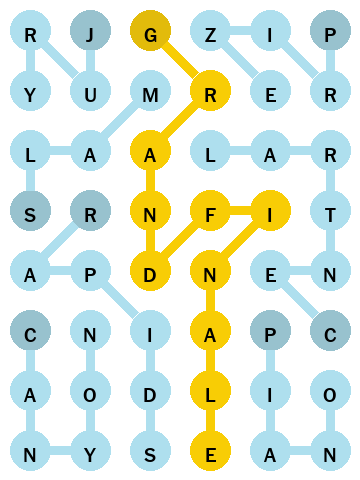 R J G Z I P
Y U M R E R
L A A L A R
S R N F I T
A P D N E N
C N I A P C
A O D L I O
N Y S E A N